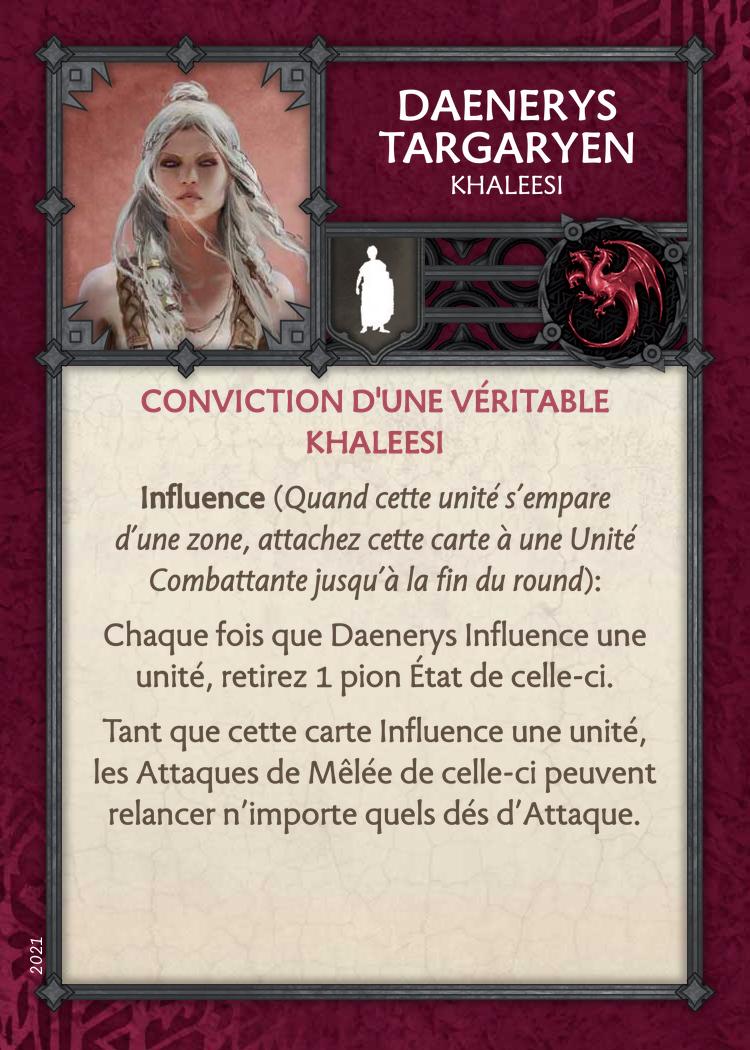 DAENERYS
TARGARYEN
KHALEESI
CONVICTION D'UNE VÉRITABLE
KHALEESI
Influence (Quand cette unité s’empare
d’une zone, attachez cette carte à une Unité
Combattante jusqu’à la fin du round):
Chaque fois que Daenerys Influence une
unité, retirez 1 pion État de celle-ci.
Tant que cette carte Influence une unité,
les Attaques de Mêlée de celle-ci peuvent
relancer n’importe quels dés d’Attaque.
2021